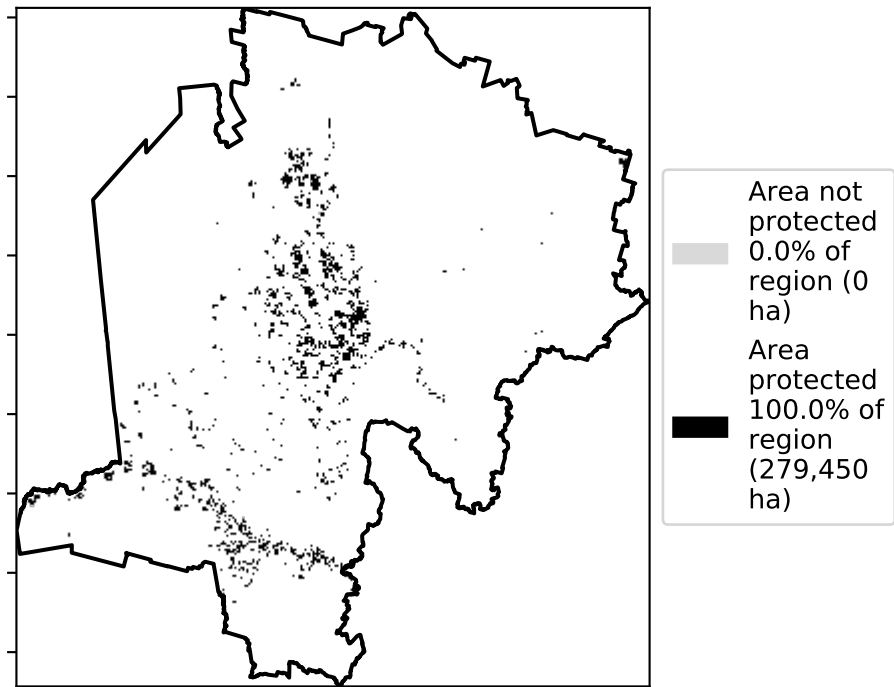 Area not
protected
0.0% of
region (0
ha)
Area
protected
100.0% of
region
(279,450
ha)